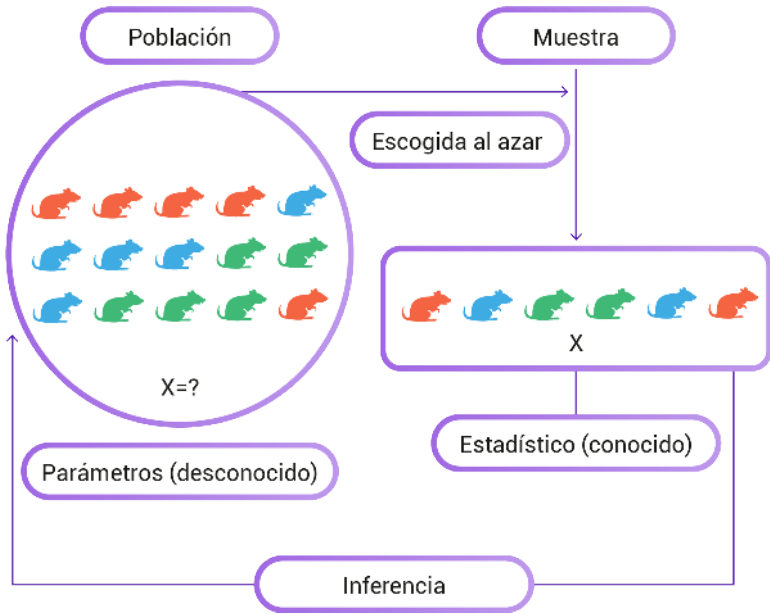 Población
Muestra
Escogida al azar
X=?
X
Parámetros (desconocido)
Estadístico (conocido)
Inferencia